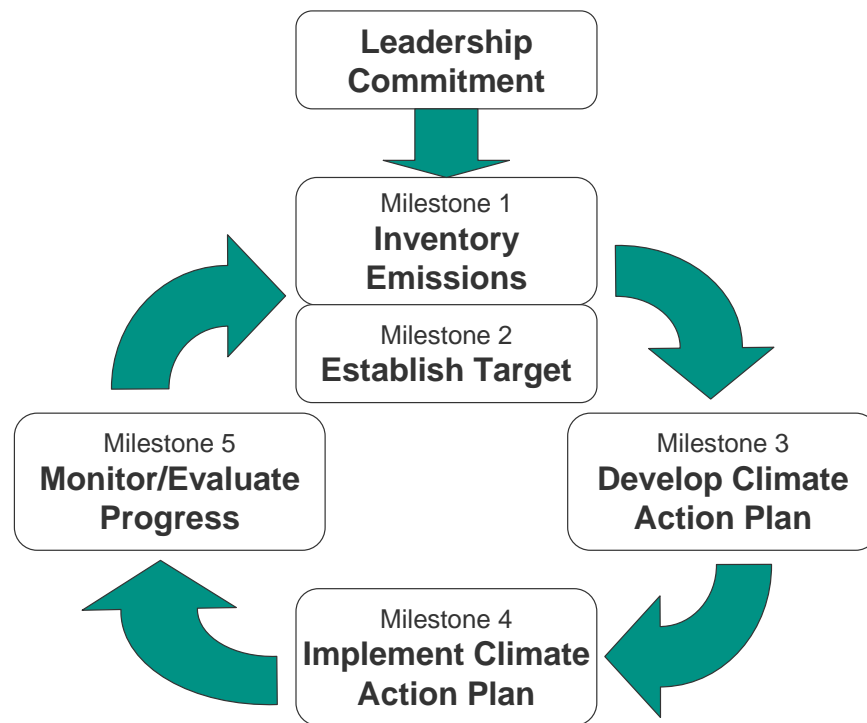 Leadership
Commitment
Milestone 1
Inventory
Emissions
Milestone 2
Establish Target
Milestone 5
Monitor/Evaluate
Progress
Milestone 3
Develop Climate
Action Plan
Milestone 4
Implement Climate
Action Plan